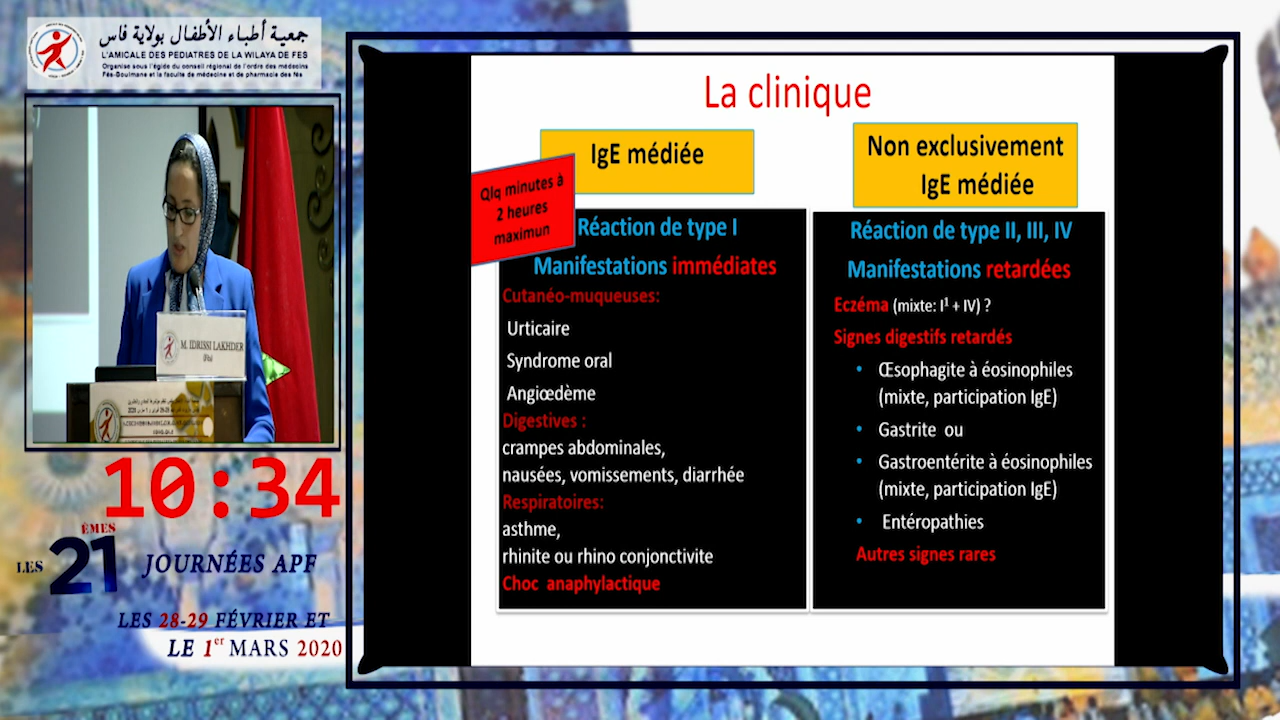 جمعية أطباء الأطفال بولاية فاس
L'AMICALE DES PEDIATRES DE LA WILAYA DE FES
Organise sous l'égide du conseil régional de l'ordre des médecins
Fés-Boulmane et la faculté de médecine et de pharmacie des fés
M. IDRISSI LAKHDER
(Fès)
10:34
LES 21 ÈMES JOURNÉES APF
LES 28-29 FÉVRIER ET
LE 1er MARS 2020
La clinique
IgE médiée
Qlq minutes à
2 heures
maximun
Réaction de type I
Manifestations immédiates
Cutanéo-muqueuses:
Urticaire
Syndrome oral
Angiœdème
Digestives :
crampes abdominales,
nausées, vomissements, diarrhée
Respiratoires:
asthme,
rhinite ou rhino conjonctivite
Choc anaphylactique
Non exclusivement
IgE médiée
Réaction de type II, III, IV
Manifestations retardées
Eczéma (mixte: I¹ + IV) ?
Signes digestifs retardés
• Œsophagite à éosinophiles
(mixte, participation IgE)
• Gastrite ou
• Gastroentérite à éosinophiles
(mixte, participation IgE)
• Entéropathies
Autres signes rares